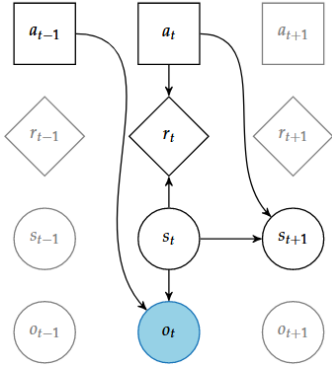 a_{t−1} a_t a_{t+1}
r_{t−1} r_t r_{t+1}
s_{t−1} s_t s_{t+1}
o_{t−1} o_t o_{t+1}